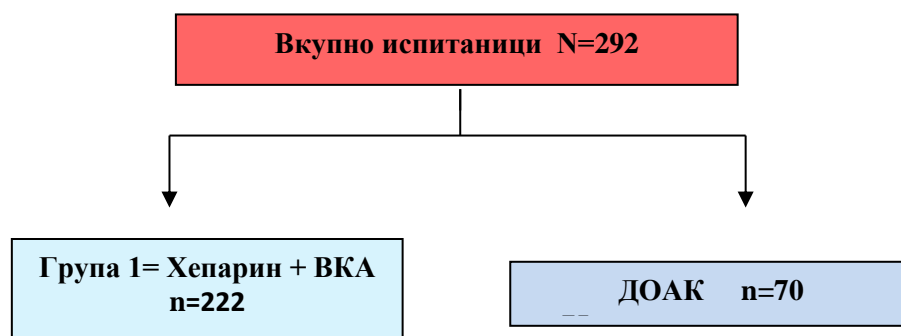 Вкупно испитаници N=292
Група 1= Хепарин + ВКА
n=222
ДОАК n=70